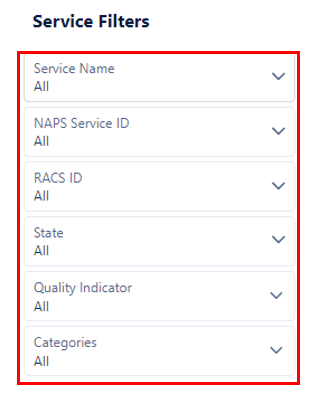 Service Filters
Service Name
All
NAPS Service ID
All
RACS ID
All
State
All
Quality Indicator
All
Categories
All